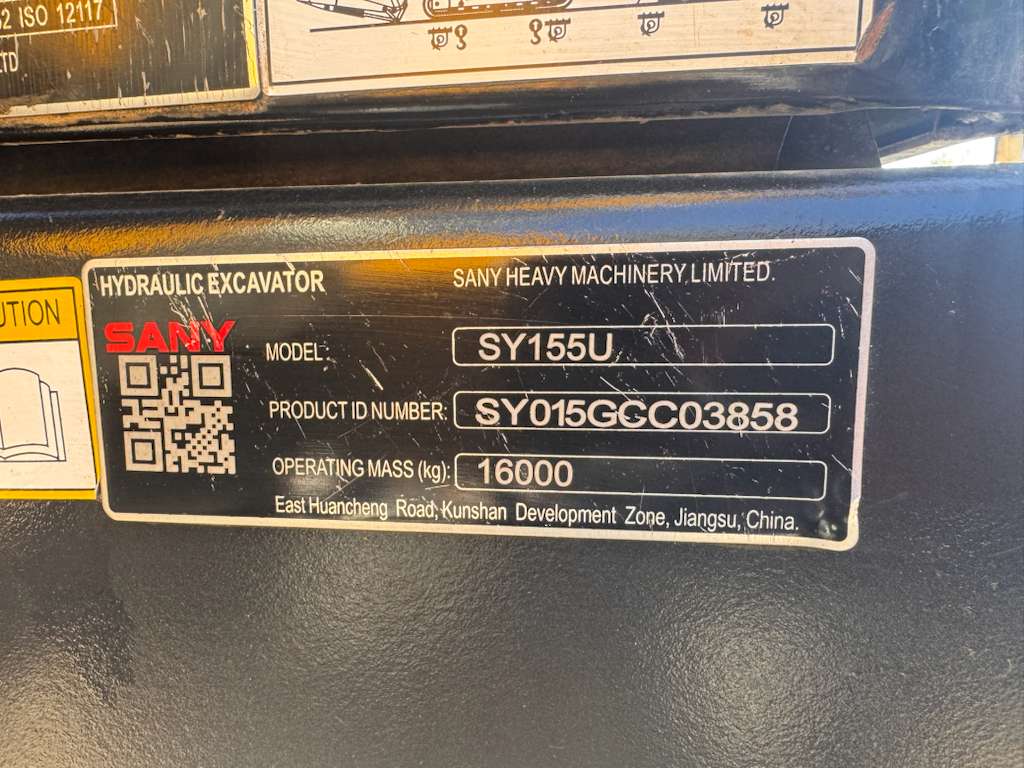 ISO 12117
LTD
UTION
HYDRAULIC EXCAVATOR
SANY HEAVY MACHINERY LIMITED.
SANY
MODEL: SY155U
PRODUCT ID NUMBER: SY015GCC03858
OPERATING MASS (kg): 16000
East Huancheng Road, Kunshan Development Zone, Jiangsu, China.